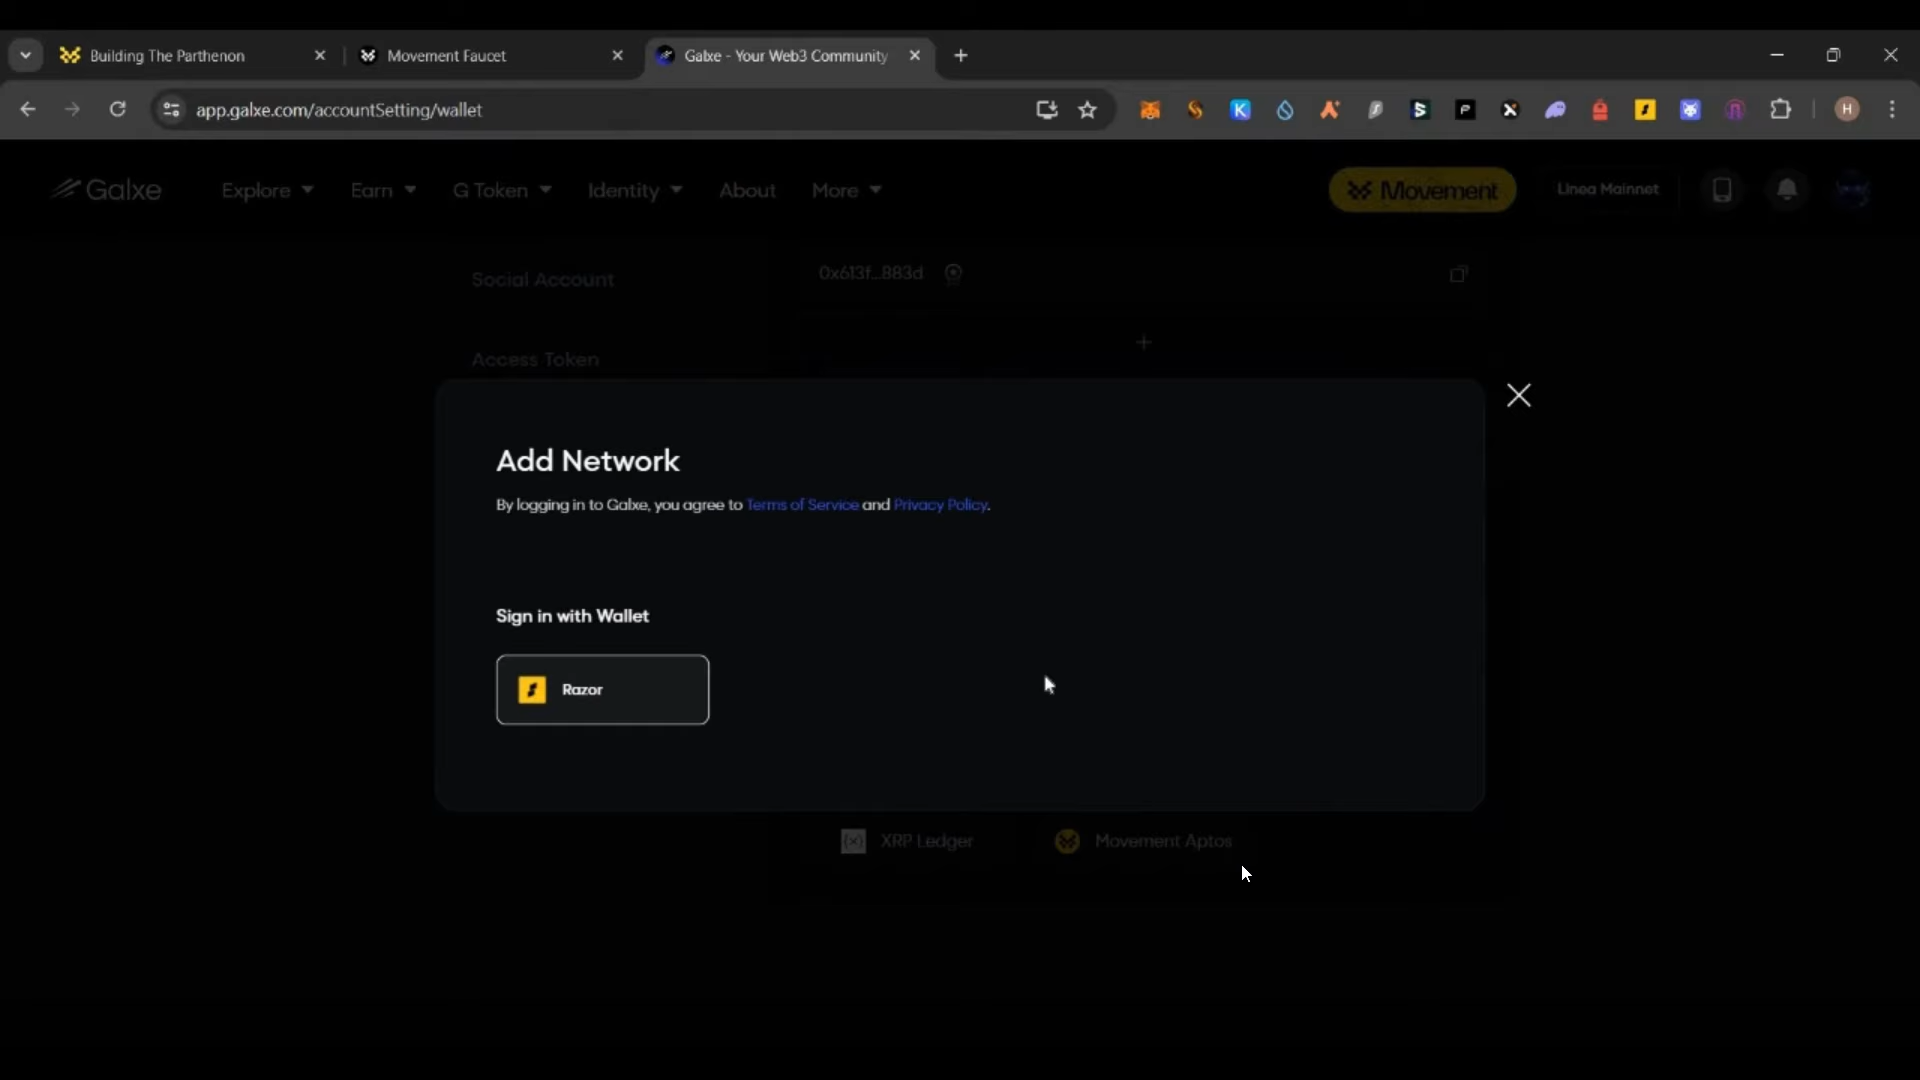 Building The Parthenon
Movement Faucet
Galxe - Your Web3 Community
app.galxe.com/accountSetting/wallet
H
Galxe
Explore
Earn
G Token
Identity
About
More
Movement
Linea Mainnet
Social Account
0x613f...883d
Access Token
Add Network
By logging in to Galxe, you agree to Terms of Service and Privacy Policy.
Sign in with Wallet
Razor
XRP Ledger
Movement Aptos